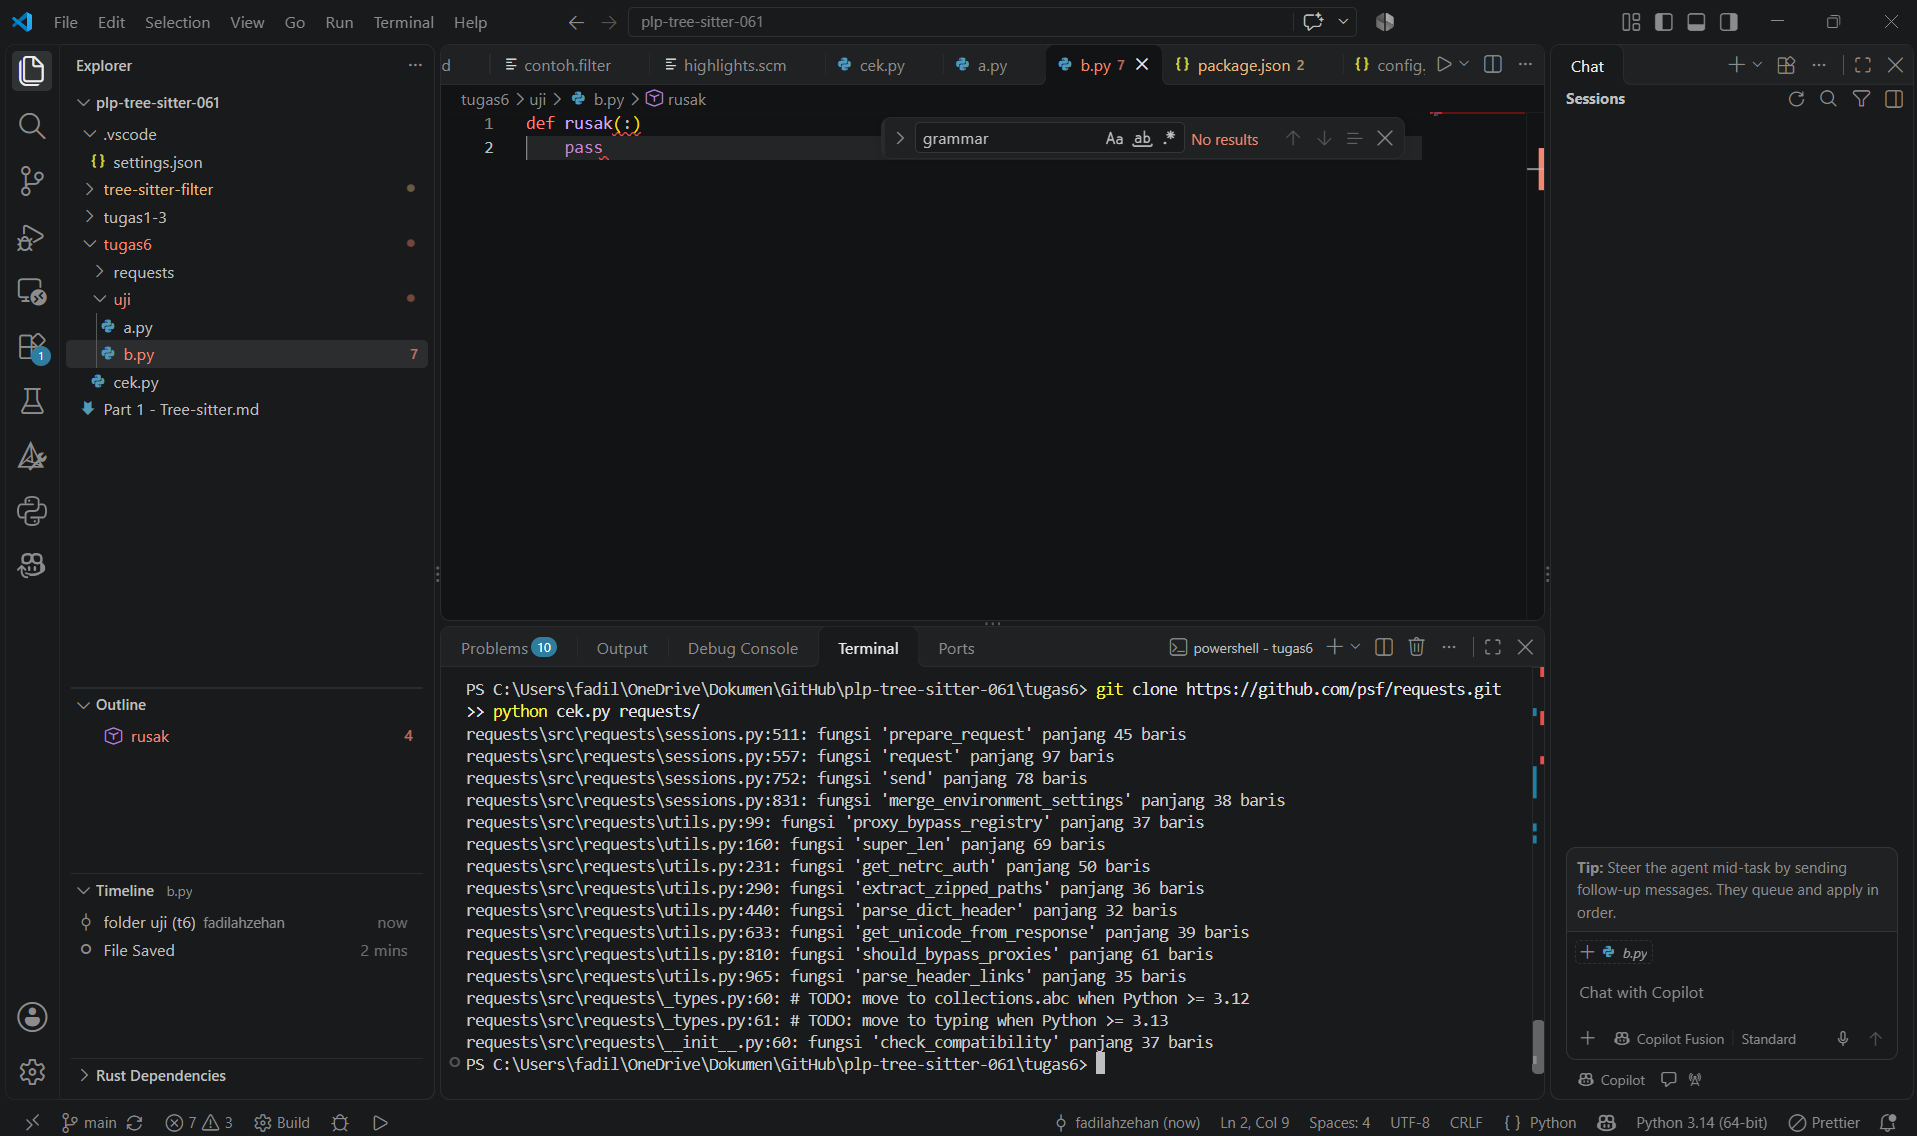 File Edit Selection View Go Run Terminal Help
plp-tree-sitter-061
Explorer
plp-tree-sitter-061
.vscode
{} settings.json
tree-sitter-filter
tugas1-3
tugas6
requests
uji
a.py
b.py 7
cek.py
Part 1 - Tree-sitter.md
1
Outline
rusak 4
Timeline b.py
folder uji (t6) fadilahzehan now
File Saved 2 mins
Rust Dependencies
d contoh.filter highlights.scm cek.py a.py b.py 7 {} package.json 2 {} config.
tugas6 > uji > b.py > rusak
1 def rusak(:)
2 pass
grammar Aa ab .* No results
Problems 10 Output Debug Console Terminal Ports
powershell - tugas6
PS C:\Users\fadil\OneDrive\Dokumen\GitHub\plp-tree-sitter-061\tugas6> git clone https://github.com/psf/requests.git
>> python cek.py requests/
requests\src\requests\sessions.py:511: fungsi 'prepare_request' panjang 45 baris
requests\src\requests\sessions.py:557: fungsi 'request' panjang 97 baris
requests\src\requests\sessions.py:752: fungsi 'send' panjang 78 baris
requests\src\requests\sessions.py:831: fungsi 'merge_environment_settings' panjang 38 baris
requests\src\requests\utils.py:99: fungsi 'proxy_bypass_registry' panjang 37 baris
requests\src\requests\utils.py:160: fungsi 'super_len' panjang 69 baris
requests\src\requests\utils.py:231: fungsi 'get_netrc_auth' panjang 50 baris
requests\src\requests\utils.py:290: fungsi 'extract_zipped_paths' panjang 36 baris
requests\src\requests\utils.py:440: fungsi 'parse_dict_header' panjang 32 baris
requests\src\requests\utils.py:633: fungsi 'get_unicode_from_response' panjang 39 baris
requests\src\requests\utils.py:810: fungsi 'should_bypass_proxies' panjang 61 baris
requests\src\requests\utils.py:965: fungsi 'parse_header_links' panjang 35 baris
requests\src\requests\_types.py:60: # TODO: move to collections.abc when Python >= 3.12
requests\src\requests\_types.py:61: # TODO: move to typing when Python >= 3.13
requests\src\requests\__init__.py:60: fungsi 'check_compatibility' panjang 37 baris
PS C:\Users\fadil\OneDrive\Dokumen\GitHub\plp-tree-sitter-061\tugas6>
Chat
Sessions
Tip: Steer the agent mid-task by sending
follow-up messages. They queue and apply in
order.
b.py
Chat with Copilot
Copilot Fusion Standard
Copilot
main 7 3 Build
fadilahzehan (now) Ln 2, Col 9 Spaces: 4 UTF-8 CRLF {} Python Python 3.14 (64-bit) Prettier